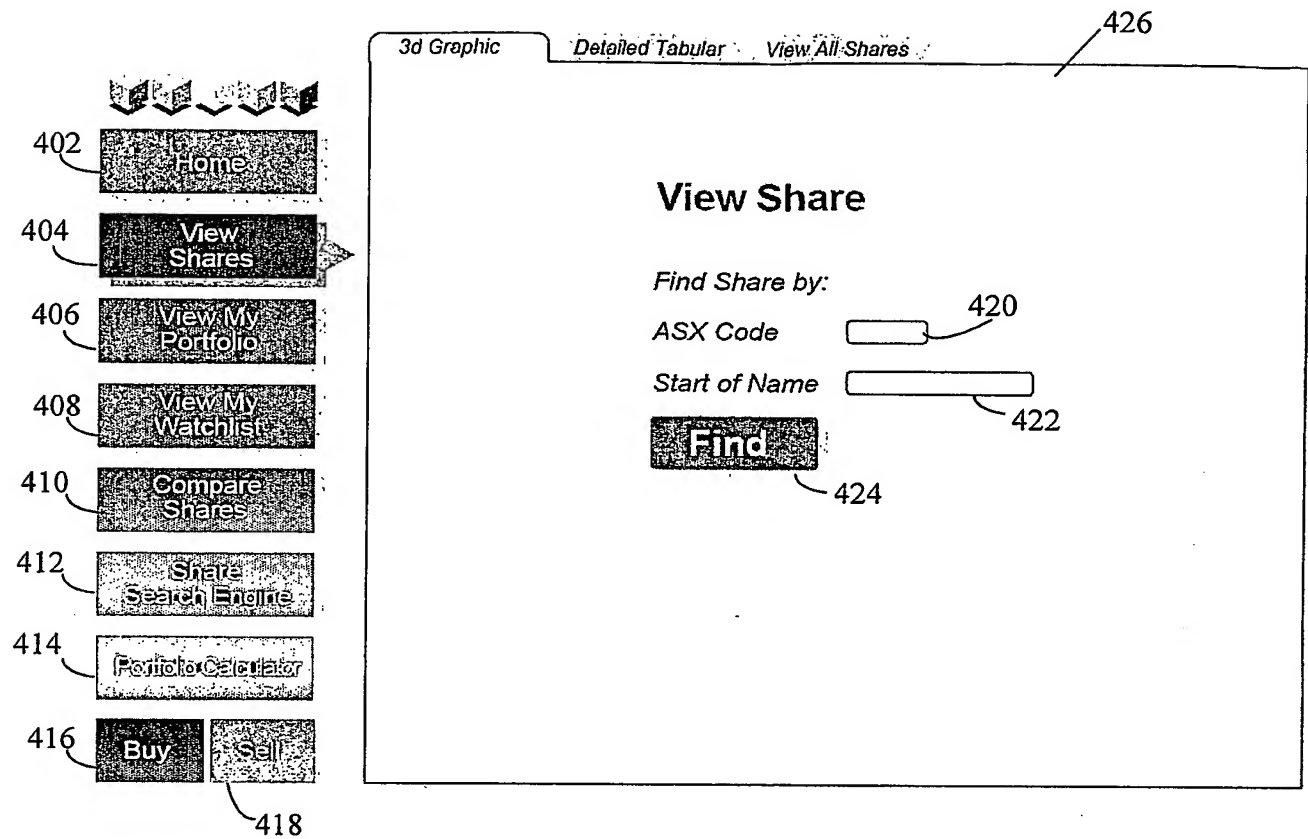 3d Graphic Detailed Tabular View All Shares
426
402 Home
404 View
Shares
406 View My
Portfolio
408 View My
Watchlist
410 Compare
Shares
412 Share
Search Engine
414 Portfolio Calculator
416 Buy Sell
418
View Share
Find Share by:
ASX Code 420
Start of Name
422
Find
424